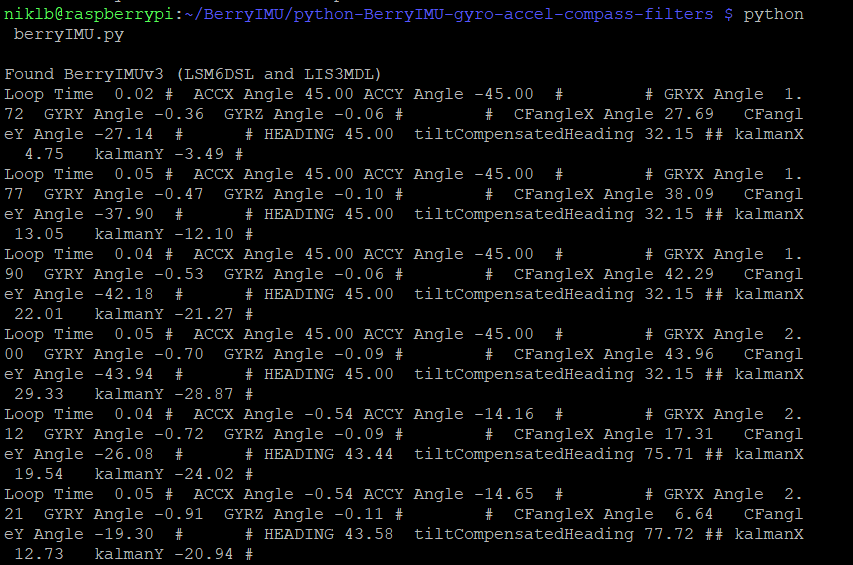 niklb@raspberrypi:~/BerryIMU/python-BerryIMU-gyro-accel-compass-filters $ python
 berryIMU.py
Found BerryIMUv3 (LSM6DSL and LIS3MDL)
Loop Time  0.02 #  ACCX Angle 45.00 ACCY Angle -45.00  #       # GRYX Angle  1.
72  GYRY Angle -0.36  GYRZ Angle -0.06 #       #  CFangleX Angle 27.69   CFangl
eY Angle -27.14  #      # HEADING 45.00  tiltCompensatedHeading 32.15 ## kalmanX
  4.75   kalmanY -3.49 #
Loop Time  0.05 #  ACCX Angle 45.00 ACCY Angle -45.00  #       # GRYX Angle  1.
77  GYRY Angle -0.47  GYRZ Angle -0.10 #       #  CFangleX Angle 38.09   CFangl
eY Angle -37.90  #      # HEADING 45.00  tiltCompensatedHeading 32.15 ## kalmanX
 13.05   kalmanY -12.10 #
Loop Time  0.04 #  ACCX Angle 45.00 ACCY Angle -45.00  #       # GRYX Angle  1.
90  GYRY Angle -0.53  GYRZ Angle -0.06 #       #  CFangleX Angle 42.29   CFangl
eY Angle -42.18  #      # HEADING 45.00  tiltCompensatedHeading 32.15 ## kalmanX
 22.01   kalmanY -21.27 #
Loop Time  0.05 #  ACCX Angle 45.00 ACCY Angle -45.00  #       # GRYX Angle  2.
00  GYRY Angle -0.70  GYRZ Angle -0.09 #       #  CFangleX Angle 43.96   CFangl
eY Angle -43.94  #      # HEADING 45.00  tiltCompensatedHeading 32.15 ## kalmanX
 29.33   kalmanY -28.87 #
Loop Time  0.04 #  ACCX Angle -0.54 ACCY Angle -14.16  #       # GRYX Angle  2.
12  GYRY Angle -0.72  GYRZ Angle -0.09 #       #  CFangleX Angle 17.31   CFangl
eY Angle -26.08  #      # HEADING 43.44  tiltCompensatedHeading 75.71 ## kalmanX
 19.54   kalmanY -24.02 #
Loop Time  0.05 #  ACCX Angle -0.54 ACCY Angle -14.65  #       # GRYX Angle  2.
21  GYRY Angle -0.91  GYRZ Angle -0.11 #       #  CFangleX Angle  6.64   CFangl
eY Angle -19.30  #      # HEADING 43.58  tiltCompensatedHeading 77.72 ## kalmanX
 12.73   kalmanY -20.94 #